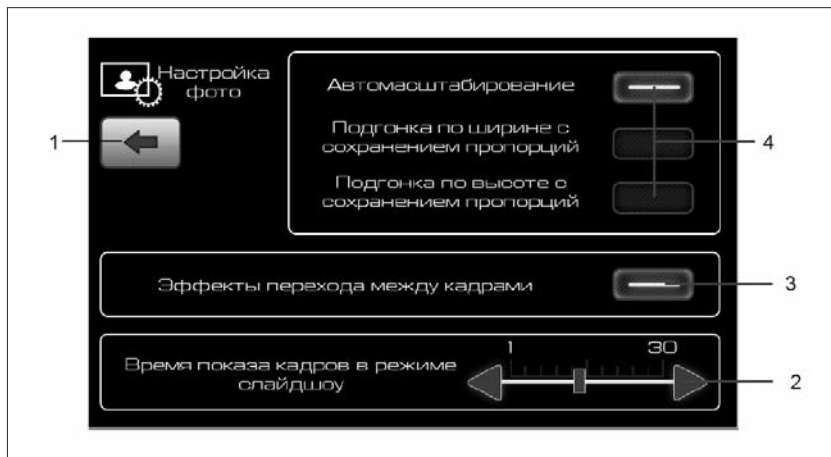 Настройка
фото
Автомасштабирование
Подгонка по ширине с
сохранением пропорций
Подгонка по высоте с
сохранением пропорций
1
4
Эффекты перехода между кадрами
3
Время показа кадров в режиме
слайдшоу
1
30
2